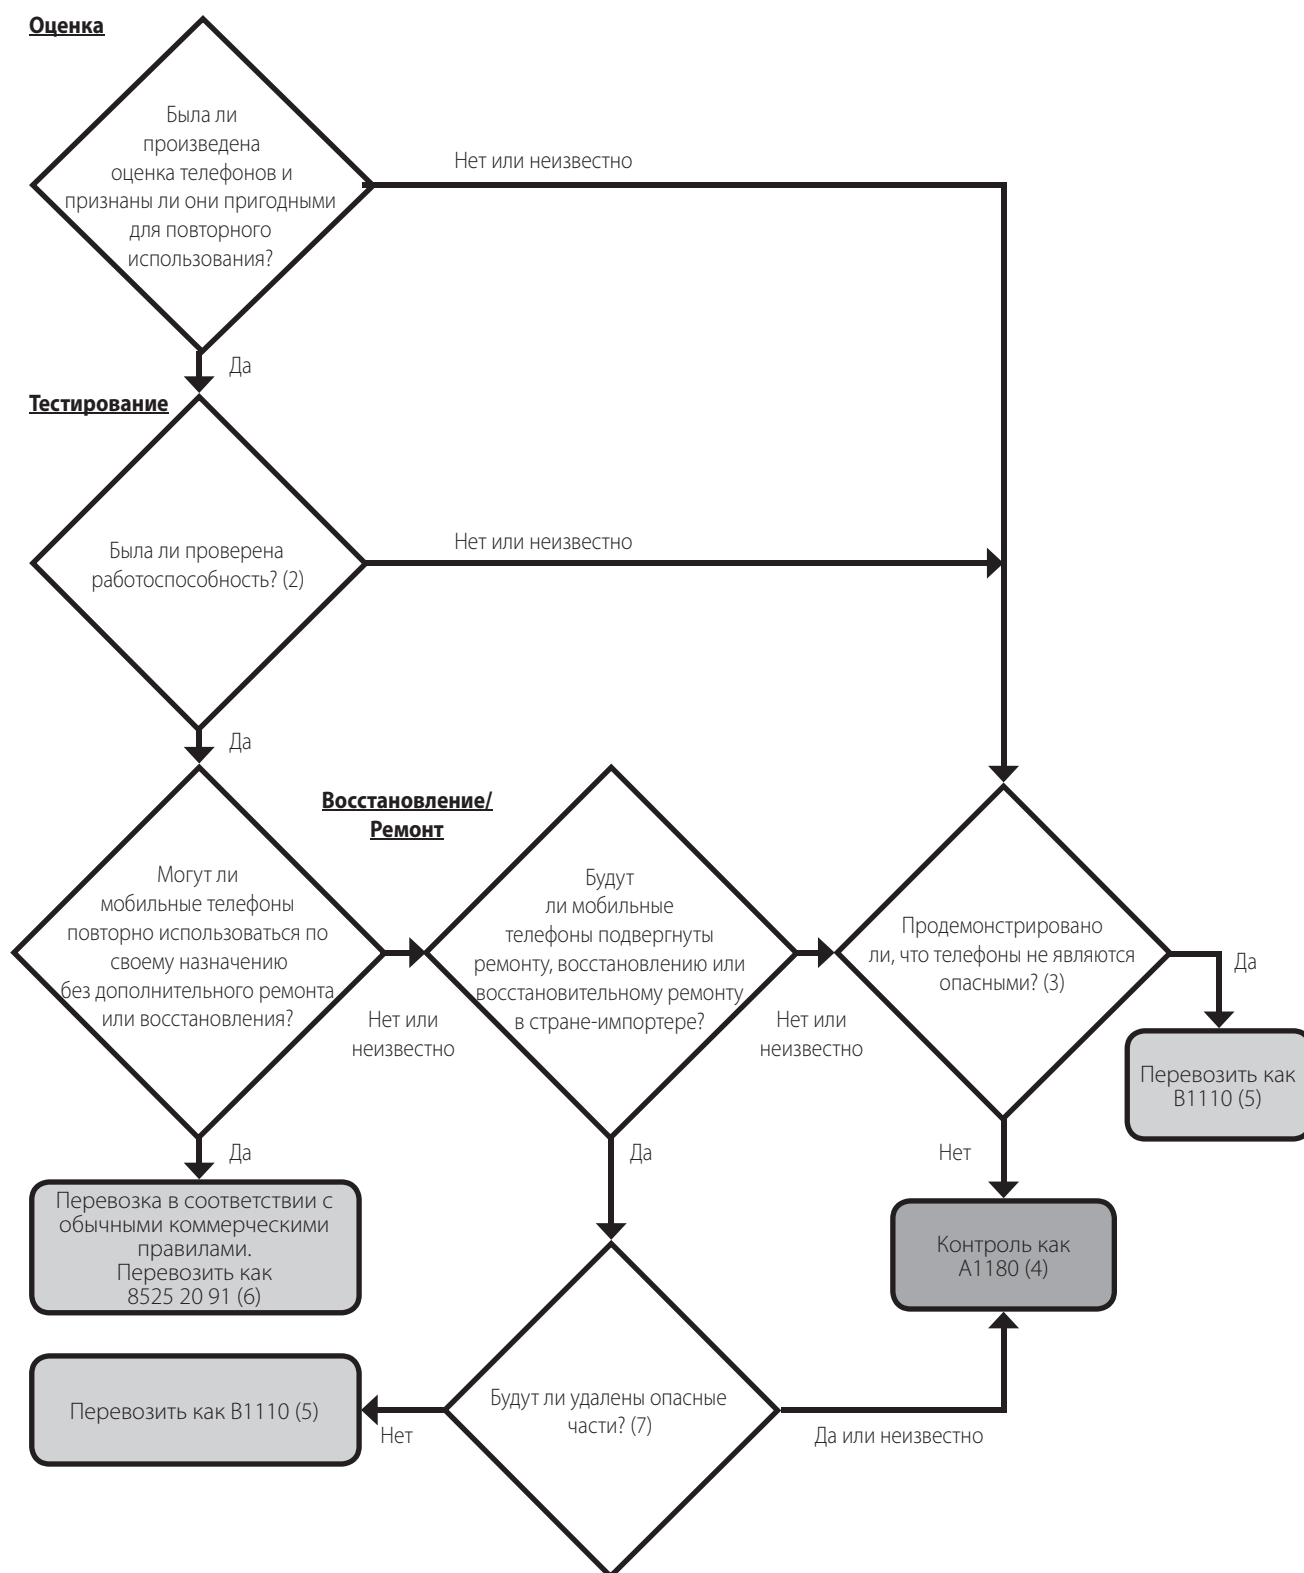 Оценка
Была ли
произведена
оценка телефонов и
признаны ли они пригодными
для повторного
использования?
Нет или неизвестно
Да
Тестирование
Была ли проверена
работоспособность? (2)
Нет или неизвестно
Да
Восстановление/
Ремонт
Могут ли
мобильные телефоны
повторно использоваться по
своему назначению
без дополнительного ремонта
или восстановления?
Нет или
неизвестно
Будут
ли мобильные
телефоны подвергнуты
ремонту, восстановлению или
восстановительному ремонту
в стране-импортере?
Нет или
неизвестно
Продемонстрировано
ли, что телефоны не являются
опасными? (3)
Да
Перевозить как
B1110 (5)
Да
Да
Нет
Перевозка в соответствии с
обычными коммерческими
правилами.
Перевозить как
8525 20 91 (6)
Контроль как
A1180 (4)
Перевозить как B1110 (5)
Нет
Будут ли удалены опасные
части? (7)
Да или неизвестно